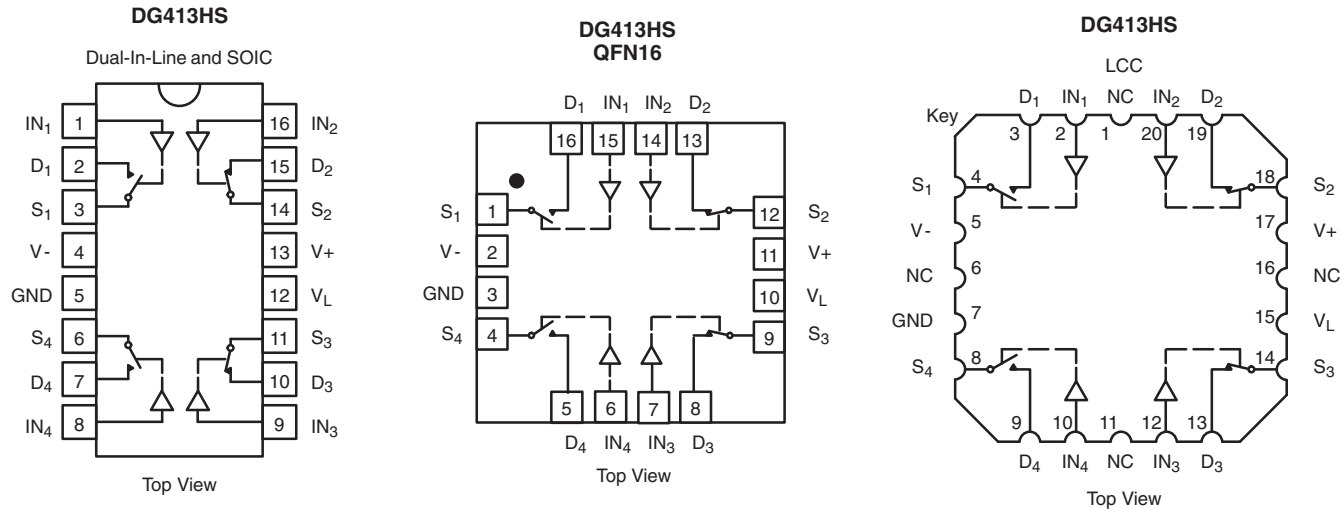 DG413HS
Dual-In-Line and SOIC
IN1 1 16 IN2
D1 2 15 D2
S1 3 14 S2
V- 4 13 V+
GND 5 12 VL
S4 6 11 S3
D4 7 10 D3
IN4 8 9 IN3
Top View
DG413HS
QFN16
D1 IN1 IN2 D2
16 15 14 13
S1 1 12 S2
V- 2 11 V+
GND 3 10 VL
S4 4 9 S3
5 6 7 8
D4 IN4 IN3 D3
Top View
DG413HS
LCC
D1 IN1 NC IN2 D2
Key
3 2 1 20 19
S1 4 18 S2
V- 5 17 V+
NC 6 16 NC
GND 7 15 VL
S4 8 14 S3
9 10 11 12 13
D4 IN4 NC IN3 D3
Top View